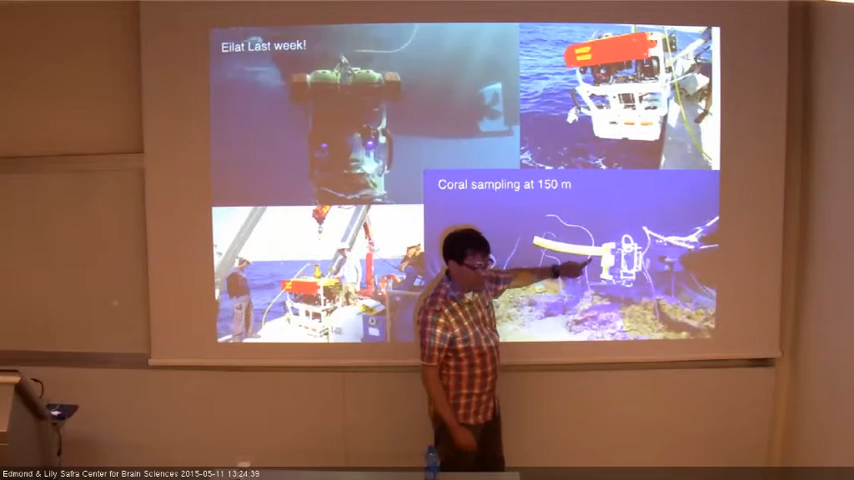 Eilat Last week!
Coral sampling at 150 m
Edmond & Lily Safra Center for Brain Sciences 2015-05-11 13:24:39